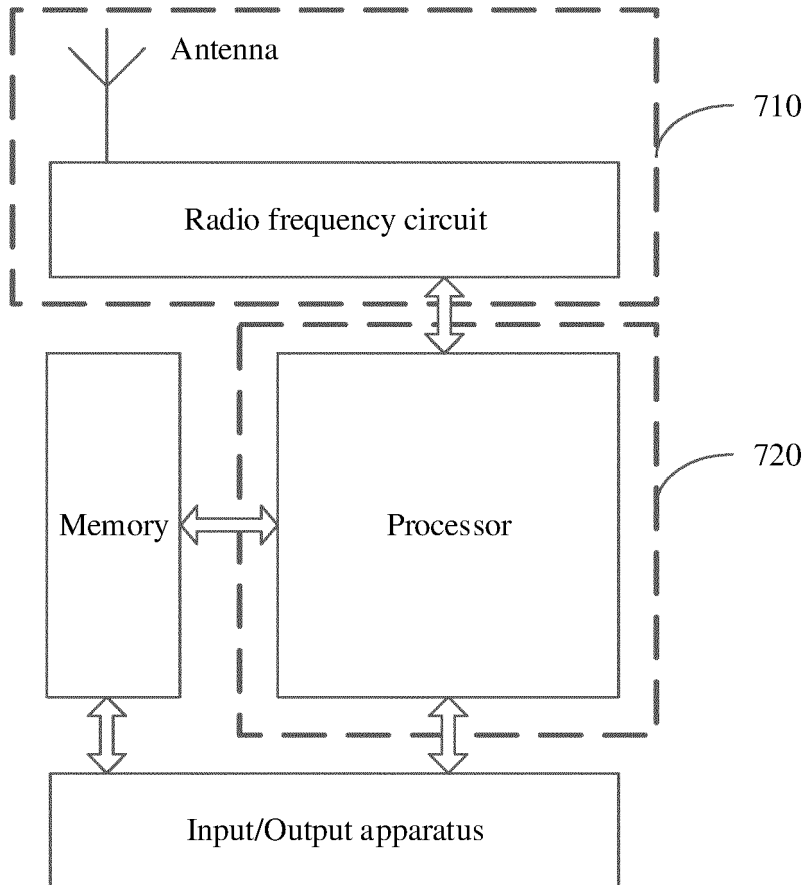 Antenna
710
Radio frequency circuit
720
Memory
Processor
Input/Output apparatus